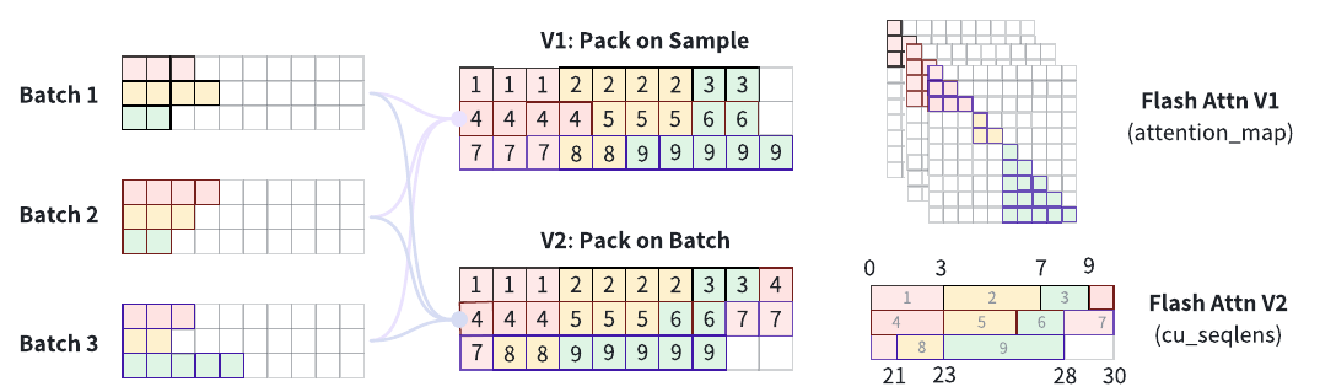 Batch 1
Batch 2
Batch 3
V1: Pack on Sample
1 1 1 2 2 2 2 3 3
4 4 4 4 5 5 5 6 6
7 7 7 8 8 9 9 9 9 9
V2: Pack on Batch
1 1 1 2 2 2 2 3 3 4
4 4 4 5 5 5 6 6 7 7
7 8 8 9 9 9 9 9
Flash Attn V1
(attention_map)
0 3 7 9
1 2 3
4 5 6 7
8 9
21 23 28 30
Flash Attn V2
(cu_seqlens)